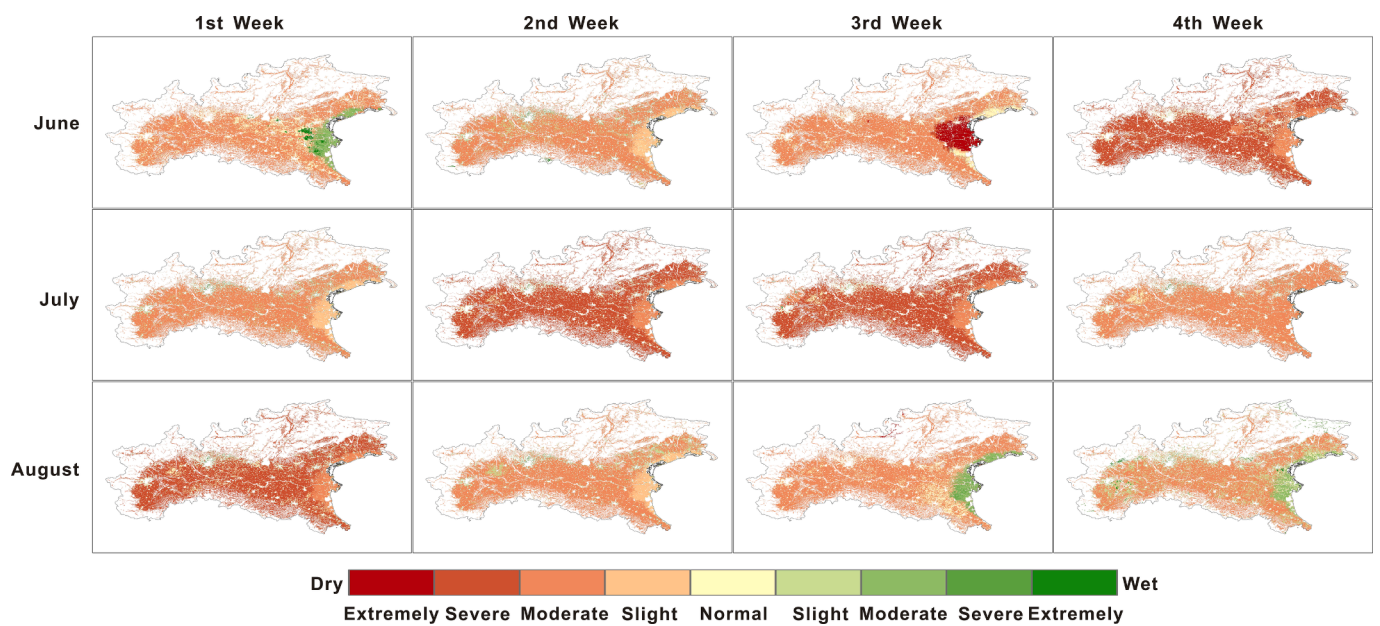 1st Week 2nd Week 3rd Week 4th Week
June
July
August
Dry Wet
Extremely Severe Moderate Slight Normal Slight Moderate Severe Extremely